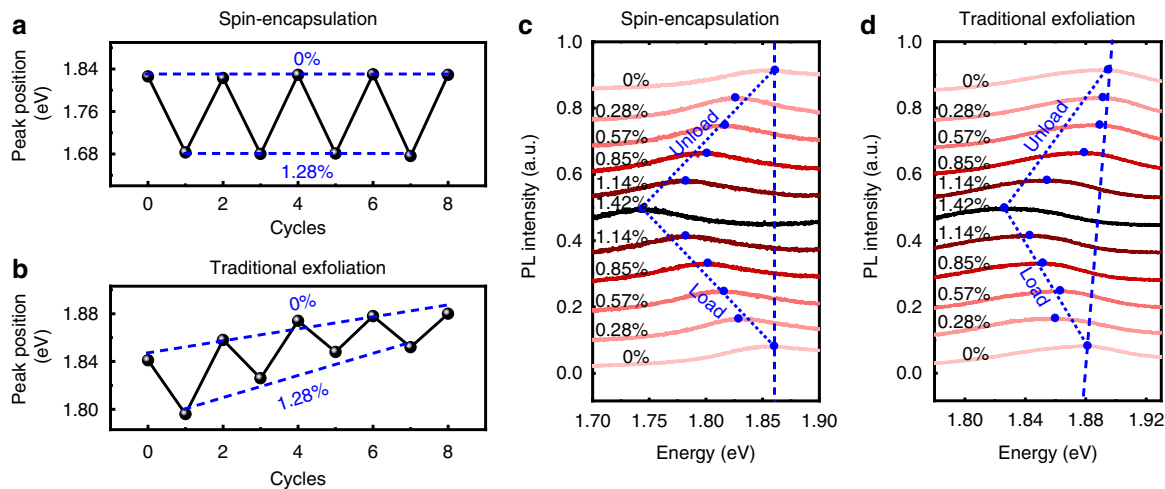 a
Spin-encapsulation
Peak position
(eV)
1.84
1.68
0%
1.28%
0 2 4 6 8
Cycles
b
Traditional exfoliation
Peak position
(eV)
1.88
1.84
1.80
0%
1.28%
0 2 4 6 8
Cycles
c
Spin-encapsulation
PL intensity (a.u.)
1.0
0.8
0.6
0.4
0.2
0.0
0%
0.28%
0.57%
0.85%
1.14%
1.42%
1.14%
0.85%
0.57%
0.28%
0%
Unload
Load
1.70 1.75 1.80 1.85 1.90
Energy (eV)
d
Traditional exfoliation
PL intensity (a.u.)
1.0
0.8
0.6
0.4
0.2
0.0
0%
0.28%
0.57%
0.85%
1.14%
1.42%
1.14%
0.85%
0.57%
0.28%
0%
Unload
Load
1.80 1.84 1.88 1.92
Energy (eV)